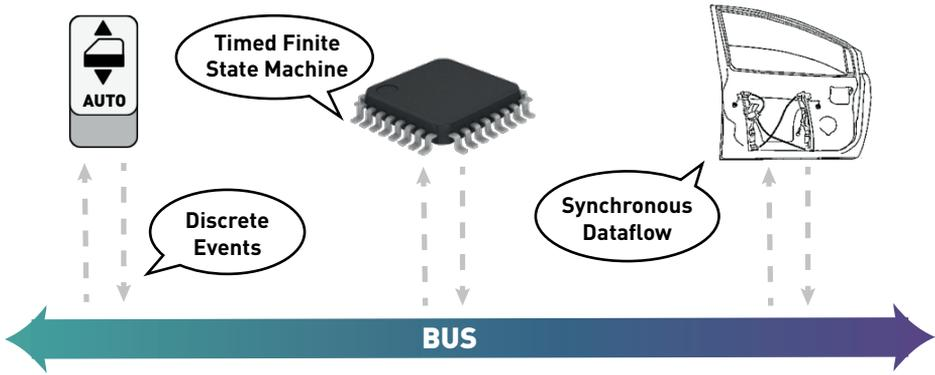 AUTO
Timed Finite
State Machine
Discrete
Events
Synchronous
Dataflow
BUS